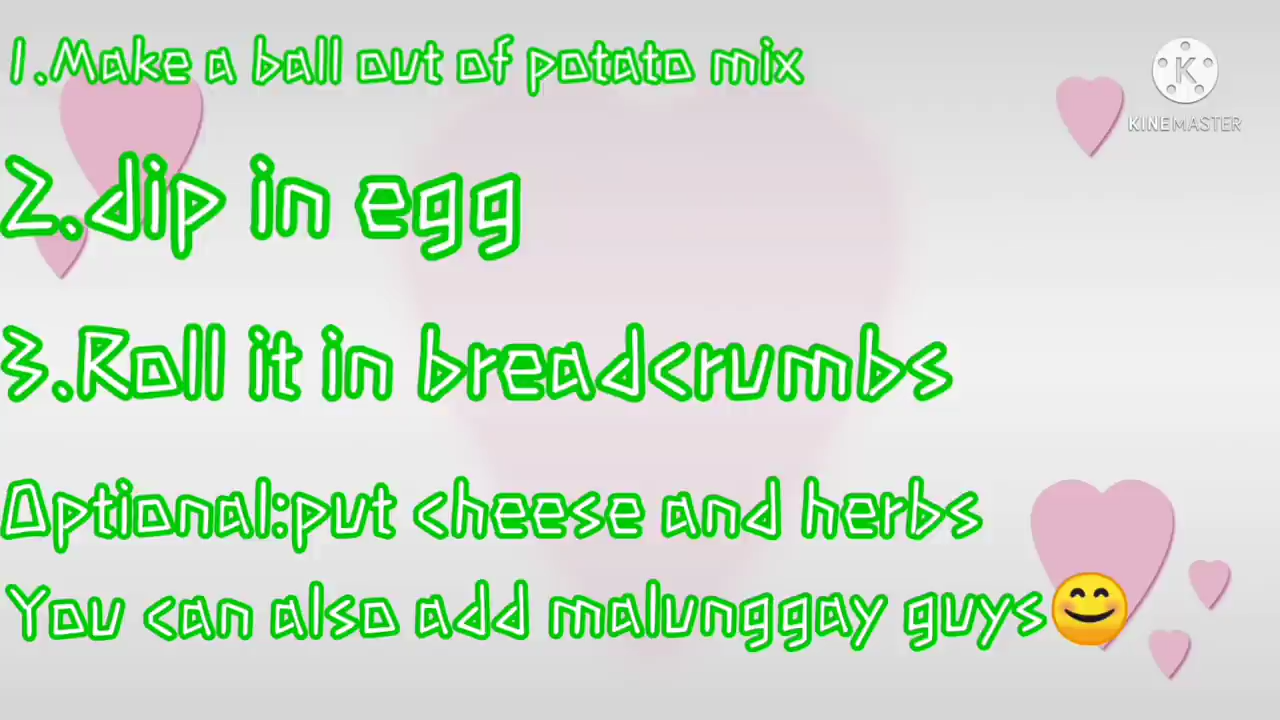 1.Make a ball out of potato mix
KINEMASTER
2.dip in egg
3.Roll it in breadcrumbs
Optional:put cheese and herbs
You can also add malunggay guys😊